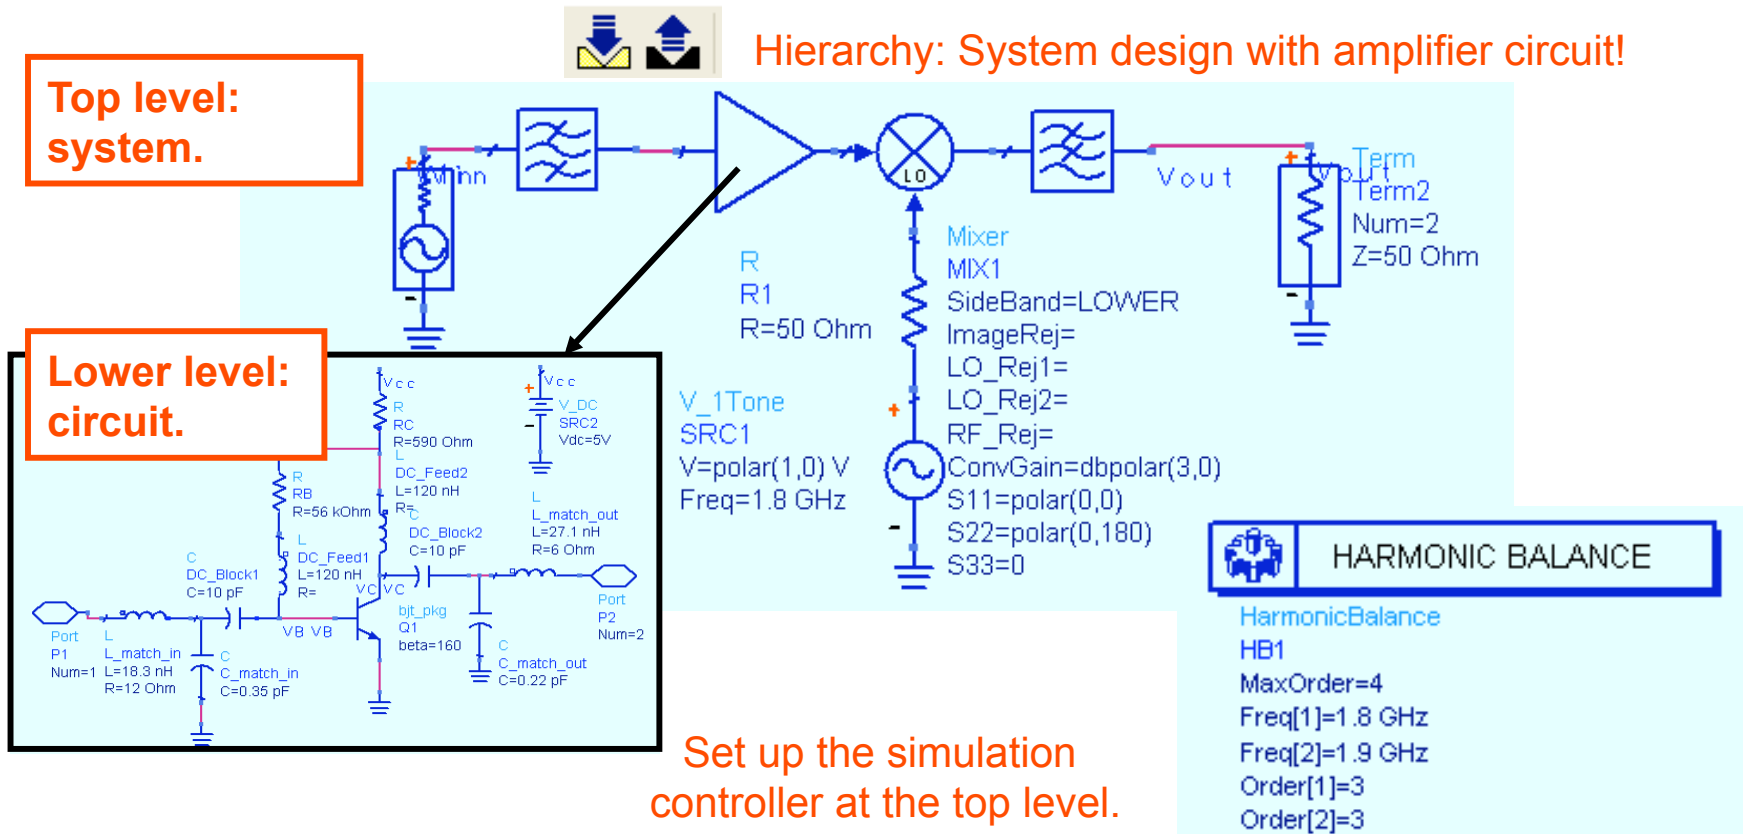 Hierarchy: System design with amplifier circuit!
Top level:
system.
Vout
Term
Term2
Num=2
Z=50 Ohm
LO
R
R1
R=50 Ohm
Mixer
MIX1
SideBand=LOWER
ImageRej=
LO_Rej1=
LO_Rej2=
RF_Rej=
ConvGain=dbpolar(3,0)
S11=polar(0,0)
S22=polar(0,180)
S33=0
V_1Tone
SRC1
V=polar(1,0) V
Freq=1.8 GHz
Lower level:
circuit.
Vcc
R
RC
R=590 Ohm
Vcc
V_DC
SRC2
Vdc=5V
L
DC_Feed2
L=120 nH
R=
R
RB
R=56 kOhm
C
DC_Block2
C=10 pF
L
L_match_out
L=27.1 nH
R=6 Ohm
L
DC_Feed1
L=120 nH
R=
C
DC_Block1
C=10 pF
VC VC
VB VB
bjt_pkg
Q1
beta=160
Port
P2
Num=2
Port
P1
Num=1
L
L_match_in
L=18.3 nH
R=12 Ohm
C
C_match_in
C=0.35 pF
C
C_match_out
C=0.22 pF
Set up the simulation
controller at the top level.
HARMONIC BALANCE
HarmonicBalance
HB1
MaxOrder=4
Freq[1]=1.8 GHz
Freq[2]=1.9 GHz
Order[1]=3
Order[2]=3